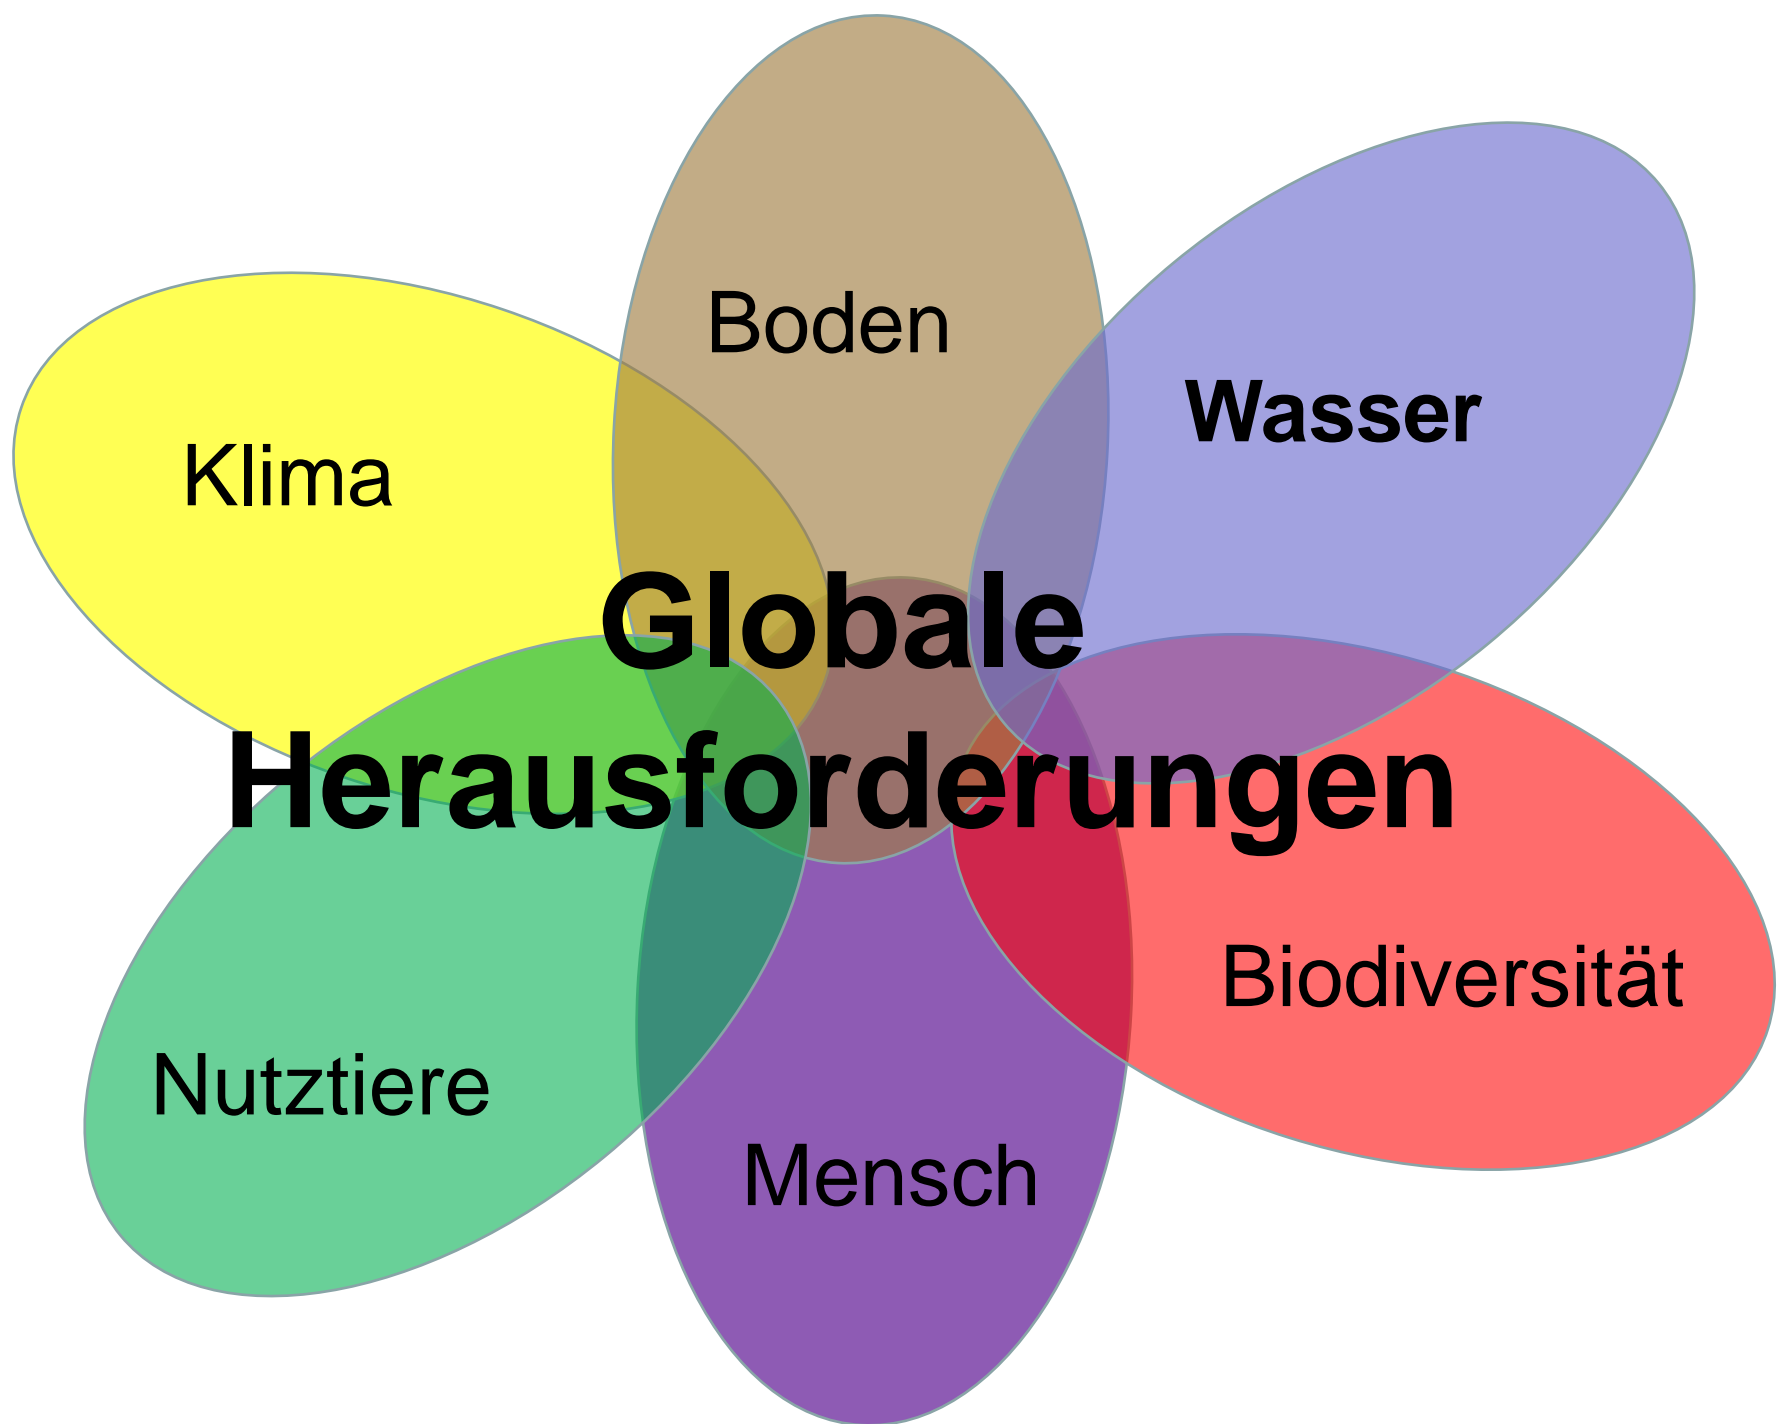 Boden
Wasser
Klima
Globale
Herausforderungen
Biodiversität
Nutztiere
Mensch